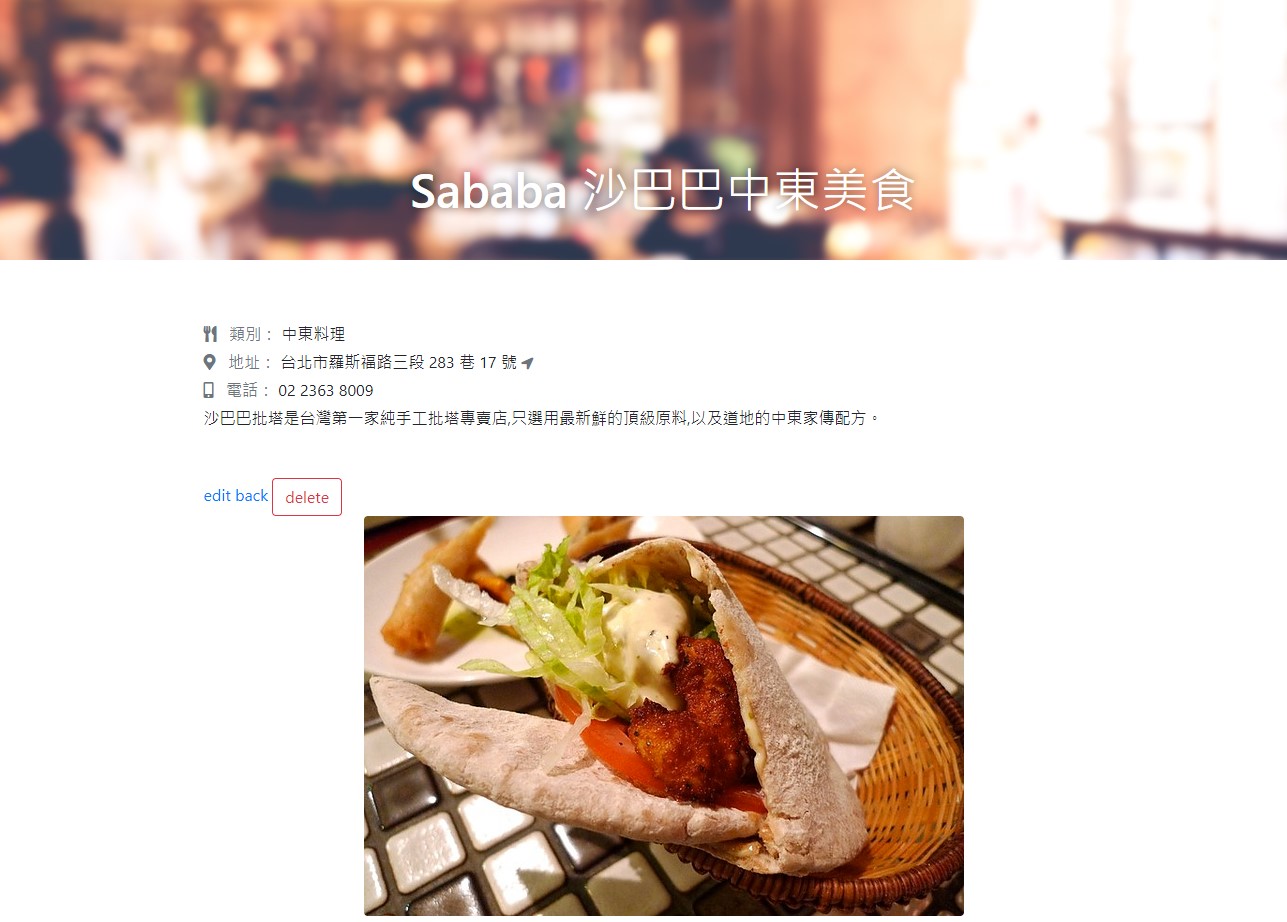 Sababa 沙巴巴中東美食
類別： 中東料理
地址： 台北市羅斯福路三段 283 巷 17 號
電話： 02 2363 8009
沙巴巴批塔是台灣第一家純手工批塔專賣店,只選用最新鮮的頂級原料,以及道地的中東家傳配方。
edit back delete